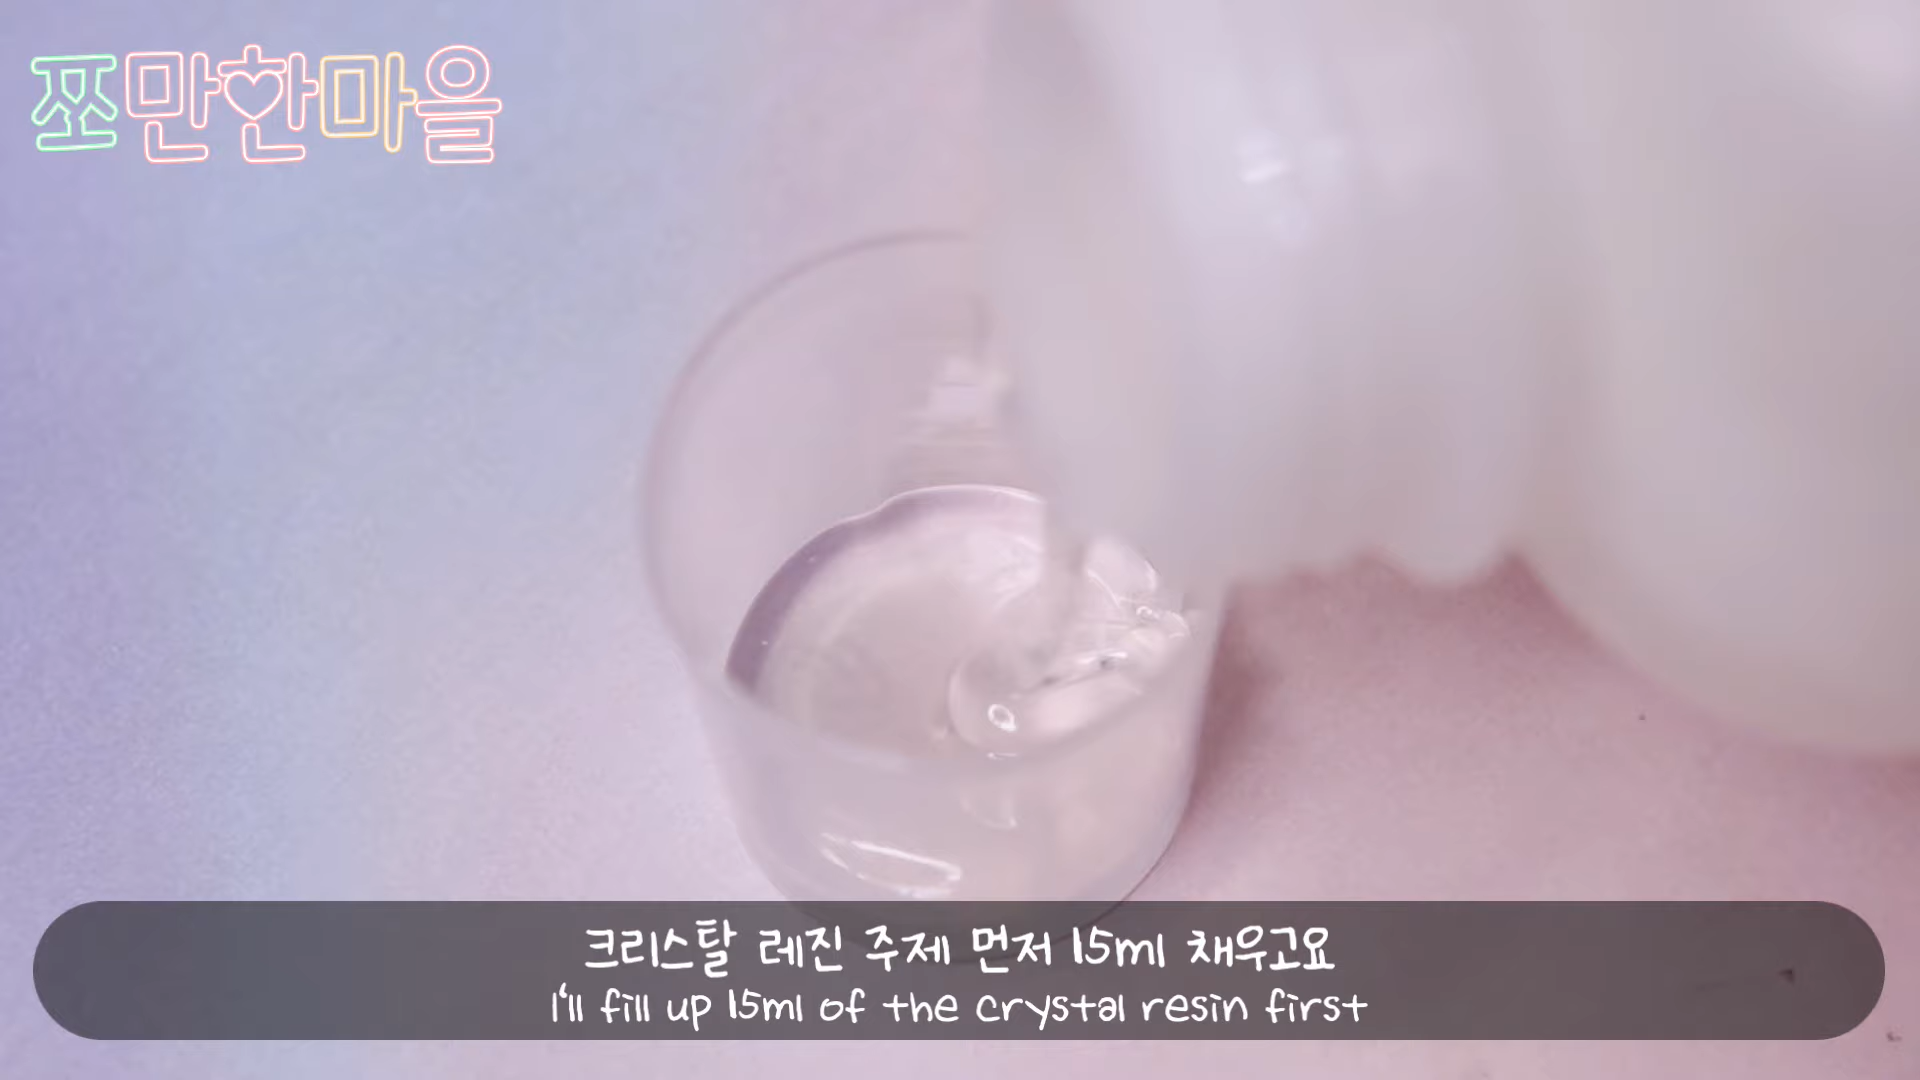 쪼만한마을
크리스탈 레진 주제 먼저 15ml 채우고요
I'll fill up 15ml of the crystal resin first